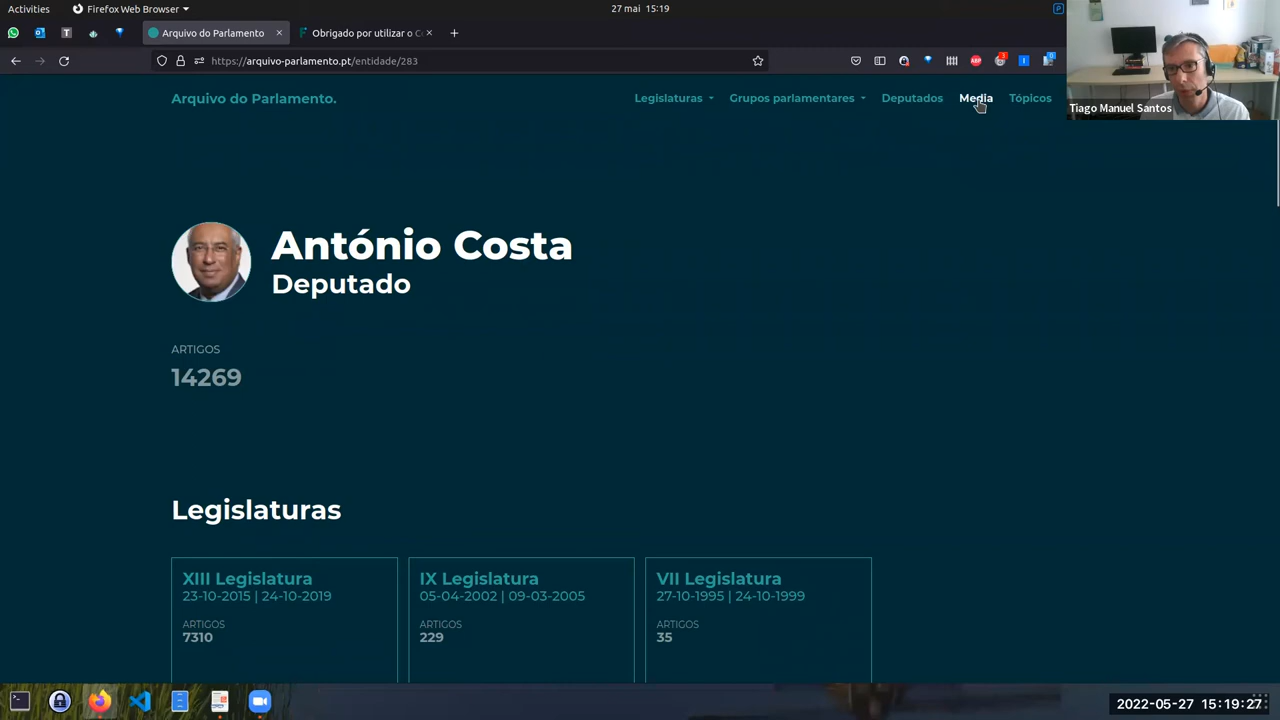 Activities
Firefox Web Browser
27 mai 15:19
Arquivo do Parlamento
Obrigado por utilizar o
https://arquivo-parlamento.pt/entidade/283
Arquivo do Parlamento.
Legislaturas
Grupos parlamentares
Deputados
Media
Tópicos
Tiago Manuel Santos
António Costa
Deputado
ARTIGOS
14269
Legislaturas
XIII Legislatura
23-10-2015 | 24-10-2019
ARTIGOS
7310
IX Legislatura
05-04-2002 | 09-03-2005
ARTIGOS
229
VII Legislatura
27-10-1995 | 24-10-1999
ARTIGOS
35
2022-05-27 15:19:27